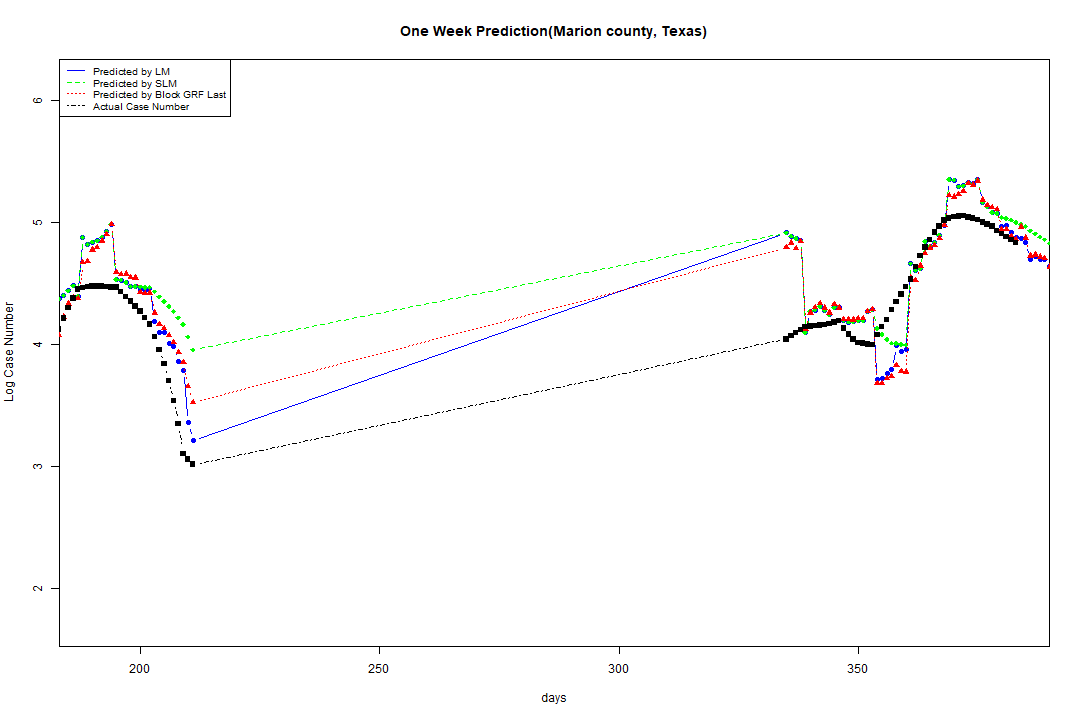 One Week Prediction(Marion county, Texas)
Predicted by LM
Predicted by SLM
Predicted by Block GRF Last
Actual Case Number
6
5
4
3
2
Log Case Number
200 250 300 350
days